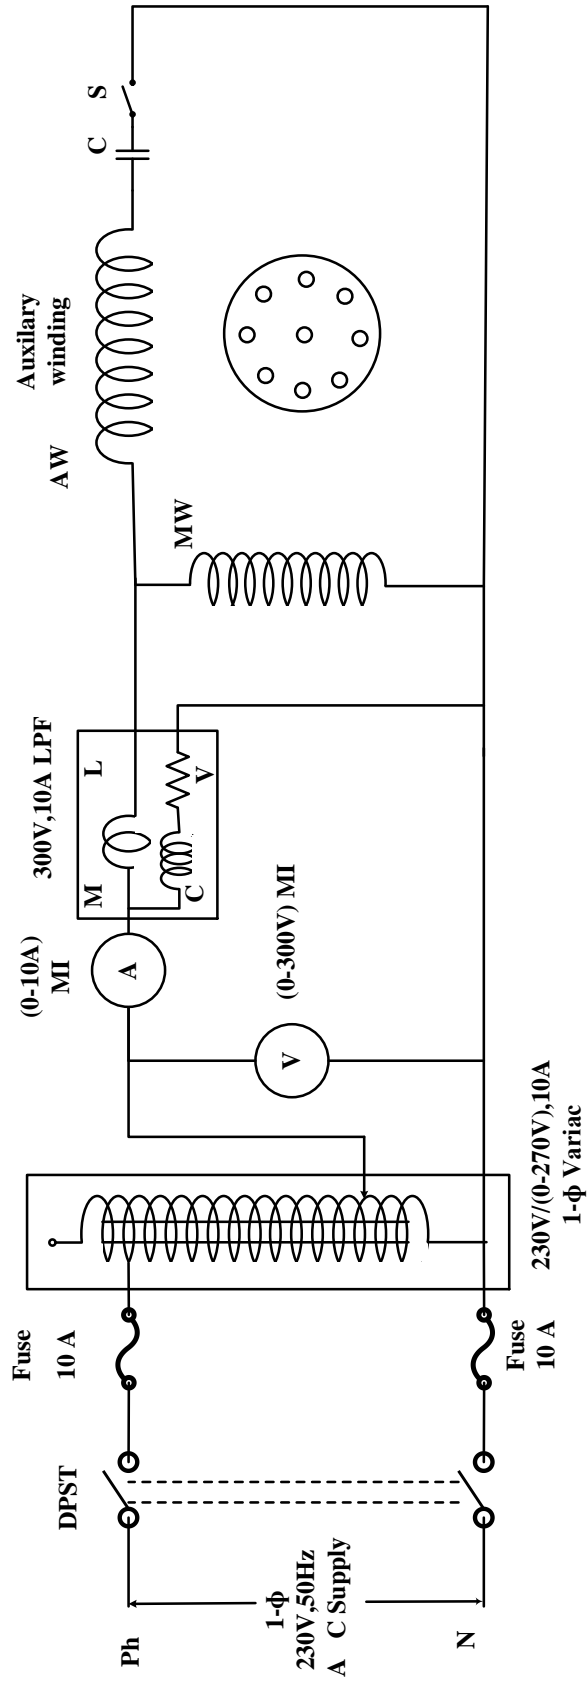 Ph
N
1-ф
230V,50Hz
A C Supply
DPST
Fuse
10 A
Fuse
10 A
230V/(0-270V),10A
1-ф Variac
V
(0-300V) MI
(0-10A)
MI
A
300V,10A LPF
M
L
C
V
MW
AW
Auxilary
winding
C
S